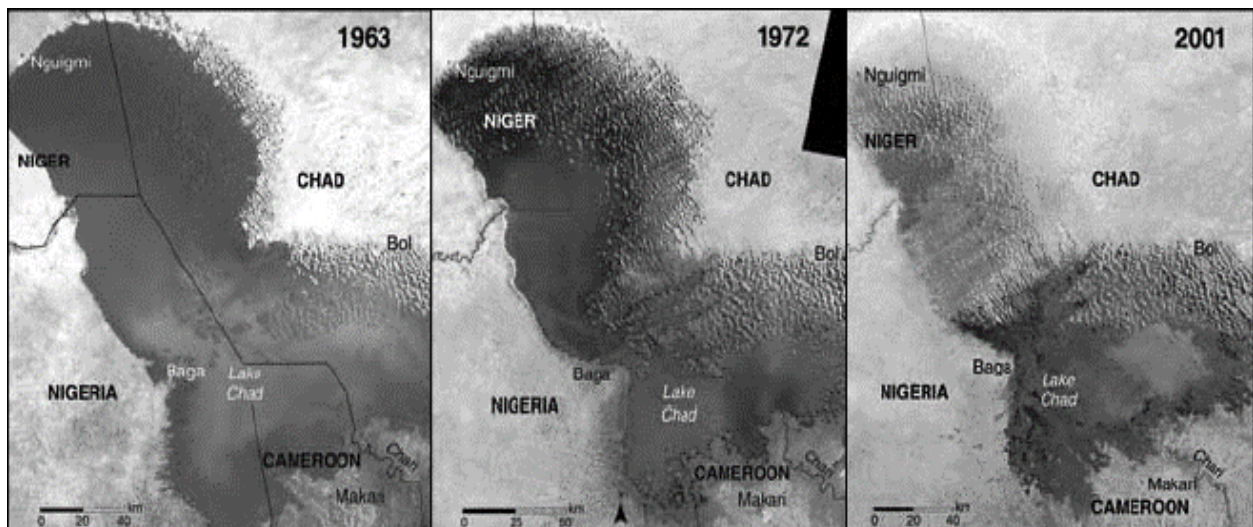 1963
Nguigmi
NIGER
CHAD
Bol
Baga
Lake
Chad
NIGERIA
CAMEROON
Chari
Makari
km
0 20 40
1972
Nguigmi
NIGER
CHAD
Bol
Baga
Lake
Chad
NIGERIA
CAMEROON
Chari
Makari
km
0 25 50
2001
Nguigmi
NIGER
CHAD
Bol
Baga
Lake
Chad
NIGERIA
Chari
Makari
CAMEROON
km
0 20 40